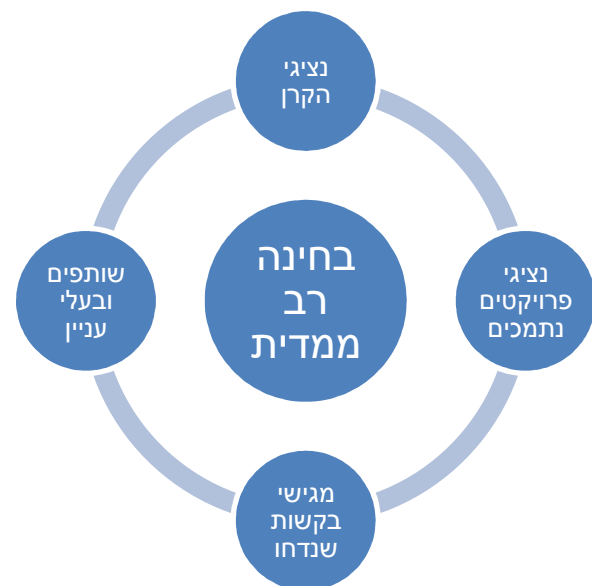 נציגי
הקרן
בחינה
רב
ממדית
נציגי
פרויקטים
נתמכים
שותפים
ובעלי
עניין
מגישי
בקשות
שנדחו